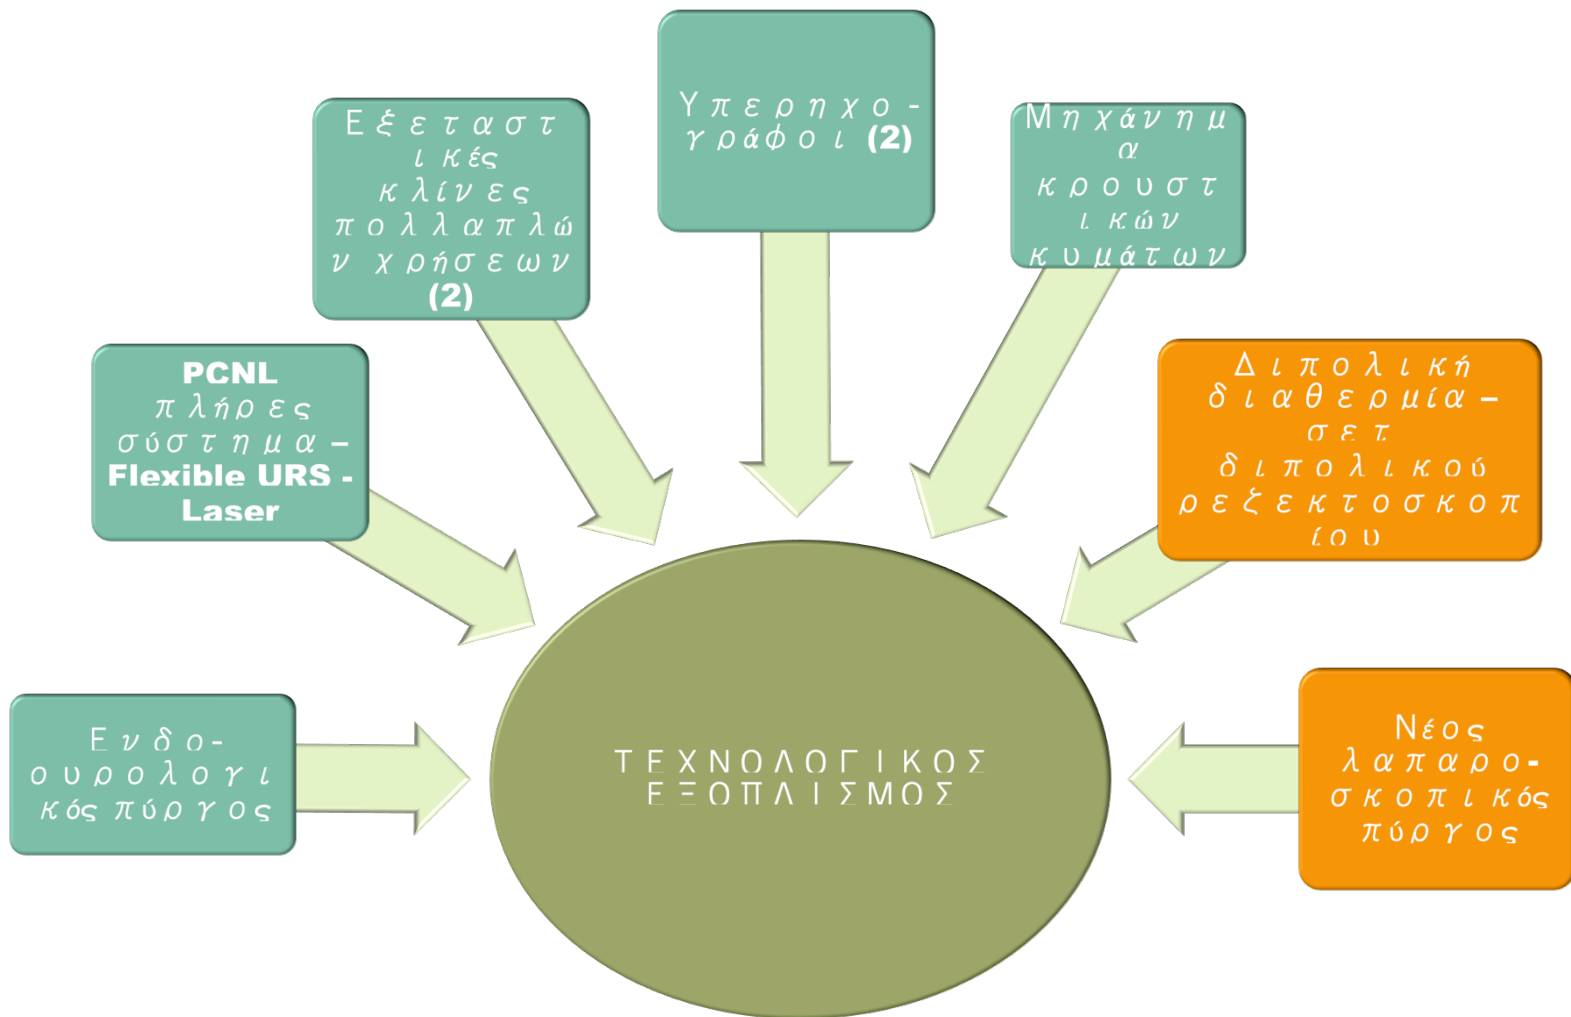 Υπερηχο-
γράφοι (2)
Εξεταστ
ικές
κλίνες
πολλαπλώ
ν χρήσεων
(2)
Μηχάνημ
α
κρουστ
ικών
κυμάτων
PCNL
πλήρες
σύστημα–
Flexible URS -
Laser
Διπολική
διαθερμία–
σετ
διπολικού
ρεζεκτοσκοπ
ίου
Ενδο-
ουρολογι
κός πύργος
ΤΕΧΝΟΛΟΓΙΚΟΣ
ΕΞΟΠΛΙΣΜΟΣ
Νέος
λαπαρο-
σκοπικός
πύργος